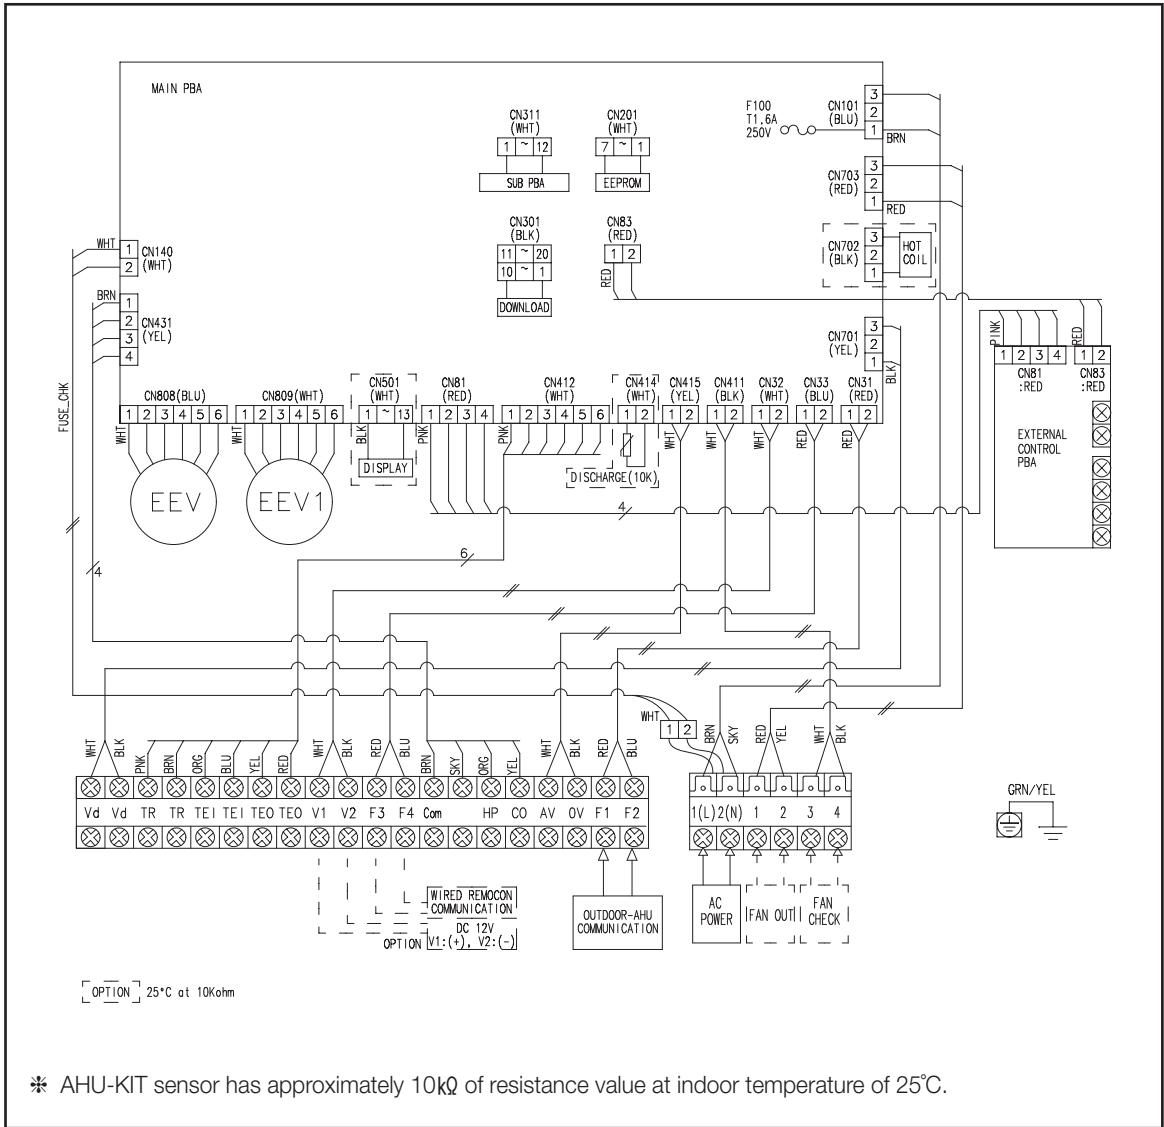 MAIN PBA
CN311
(WHT)
1 ~ 12
SUB PBA
CN201
(WHT)
7 ~ 1
EEPROM
F100
T1.6A
250V
3
CN101
(BLU)
2
1
BRN
3
CN703
(RED)
2
1
RED
CN301
(BLK)
11 ~ 20
10 ~ 1
DOWNLOAD
CN83
(RED)
1 2
RED
3
CN702
(BLK)
2
1
HOT
COIL
WHT
1
2
CN140
(WHT)
BRN
1
2
3
4
CN431
(YEL)
3
CN701
(YEL)
2
1
BLK
PINK
RED
1 2 3 4
1 2
CN81
:RED
CN83
:RED
EXTERNAL
CONTROL
PBA
FUSE_CHK
CN808(BLU)
1 2 3 4 5 6
WHT
EEV
CN809(WHT)
1 2 3 4 5 6
WHT
EEV1
CN501
(WHT)
1 ~ 13
BLK
DISPLAY
CN81
(RED)
1 2 3 4
PNK
CN412
(WHT)
1 2 3 4 5 6
PNK
CN414
(WHT)
1 2
DISCHARGE(10K)
CN415
(YEL)
1 2
WHT
CN411
(BLK)
1 2
WHT
CN32
(WHT)
1 2
WHT
CN33
(BLU)
1 2
RED
CN31
(RED)
1 2
RED
4
6
4
WHT
1 2
WHT BLK PNK BRN ORG BLU YEL RED WHT BLK RED BLU BRN SKY ORG YEL WHT BLK RED BLU
BRN SKY RED YEL WHT BLK
Vd Vd TR TR TEI TEI TEO TEO V1 V2 F3 F4 Com HP CO AV OV F1 F2
1(L) 2(N) 1 2 3 4
GRN/YEL
WIRED REMOCON
COMMUNICATION
DC 12V
OPTION V1:(+), V2:(-)
OUTDOOR-AHU
COMMUNICATION
AC
POWER
FAN OUT
FAN
CHECK
OPTION 25°C at 10Kohm
❈ AHU-KIT sensor has approximately 10㏀ of resistance value at indoor temperature of 25˚C.